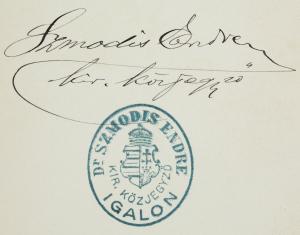 Szmodis Endre
kir. közjegyző
Dr SZMODIS ENDRE
KIR. KÖZJEGYZŐ
IGALON